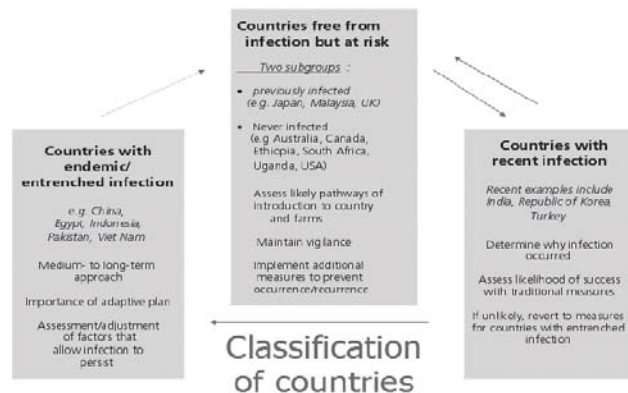 Countries free from
infection but at risk
Two subgroups :
• previously infected
(e.g. Japan, Malaysia, UK)
• Never infected
(e.g Australia, Canada,
Ethiopia, South Africa,
Uganda, USA)
Assess likely pathways of
introduction to country
and farms
Maintain vigilance
Implement additional
measures to prevent
occurrence/recurrence
Countries with
endemic/
entrenched infection
e.g. China,
Egypt, Indonesia,
Pakistan, Viet Nam
Medium- to long-term
approach
Importance of adaptive plan
Assessment/adjustment
of factors that
allow infection to
persist
Countries with
recent infection
Recent examples include
India, Republic of Korea,
Turkey
Determine why infection
occurred
Assess likelihood of success
with traditional measures
If unlikely, revert to measures
for countries with entrenched
infection
Classification
of countries